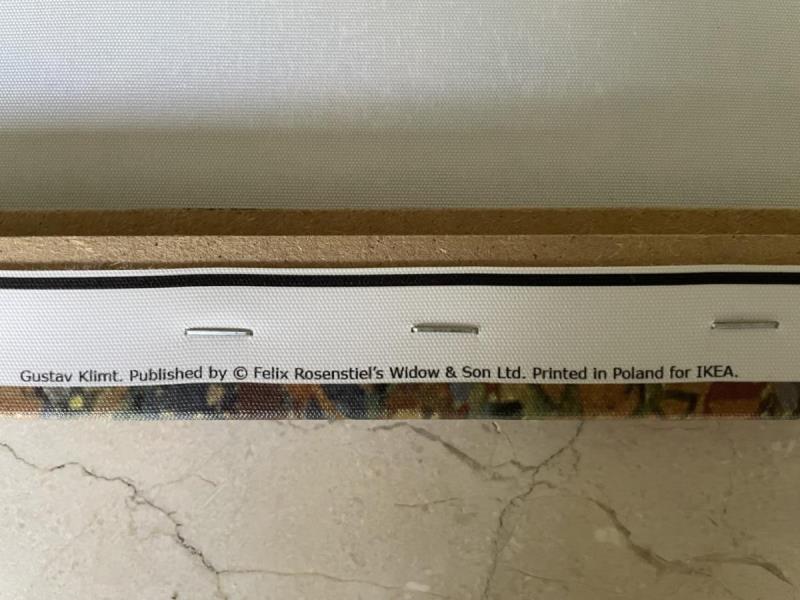 Gustav Klimt. Published by © Felix Rosenstiel's Widow & Son Ltd. Printed in Poland for IKEA.